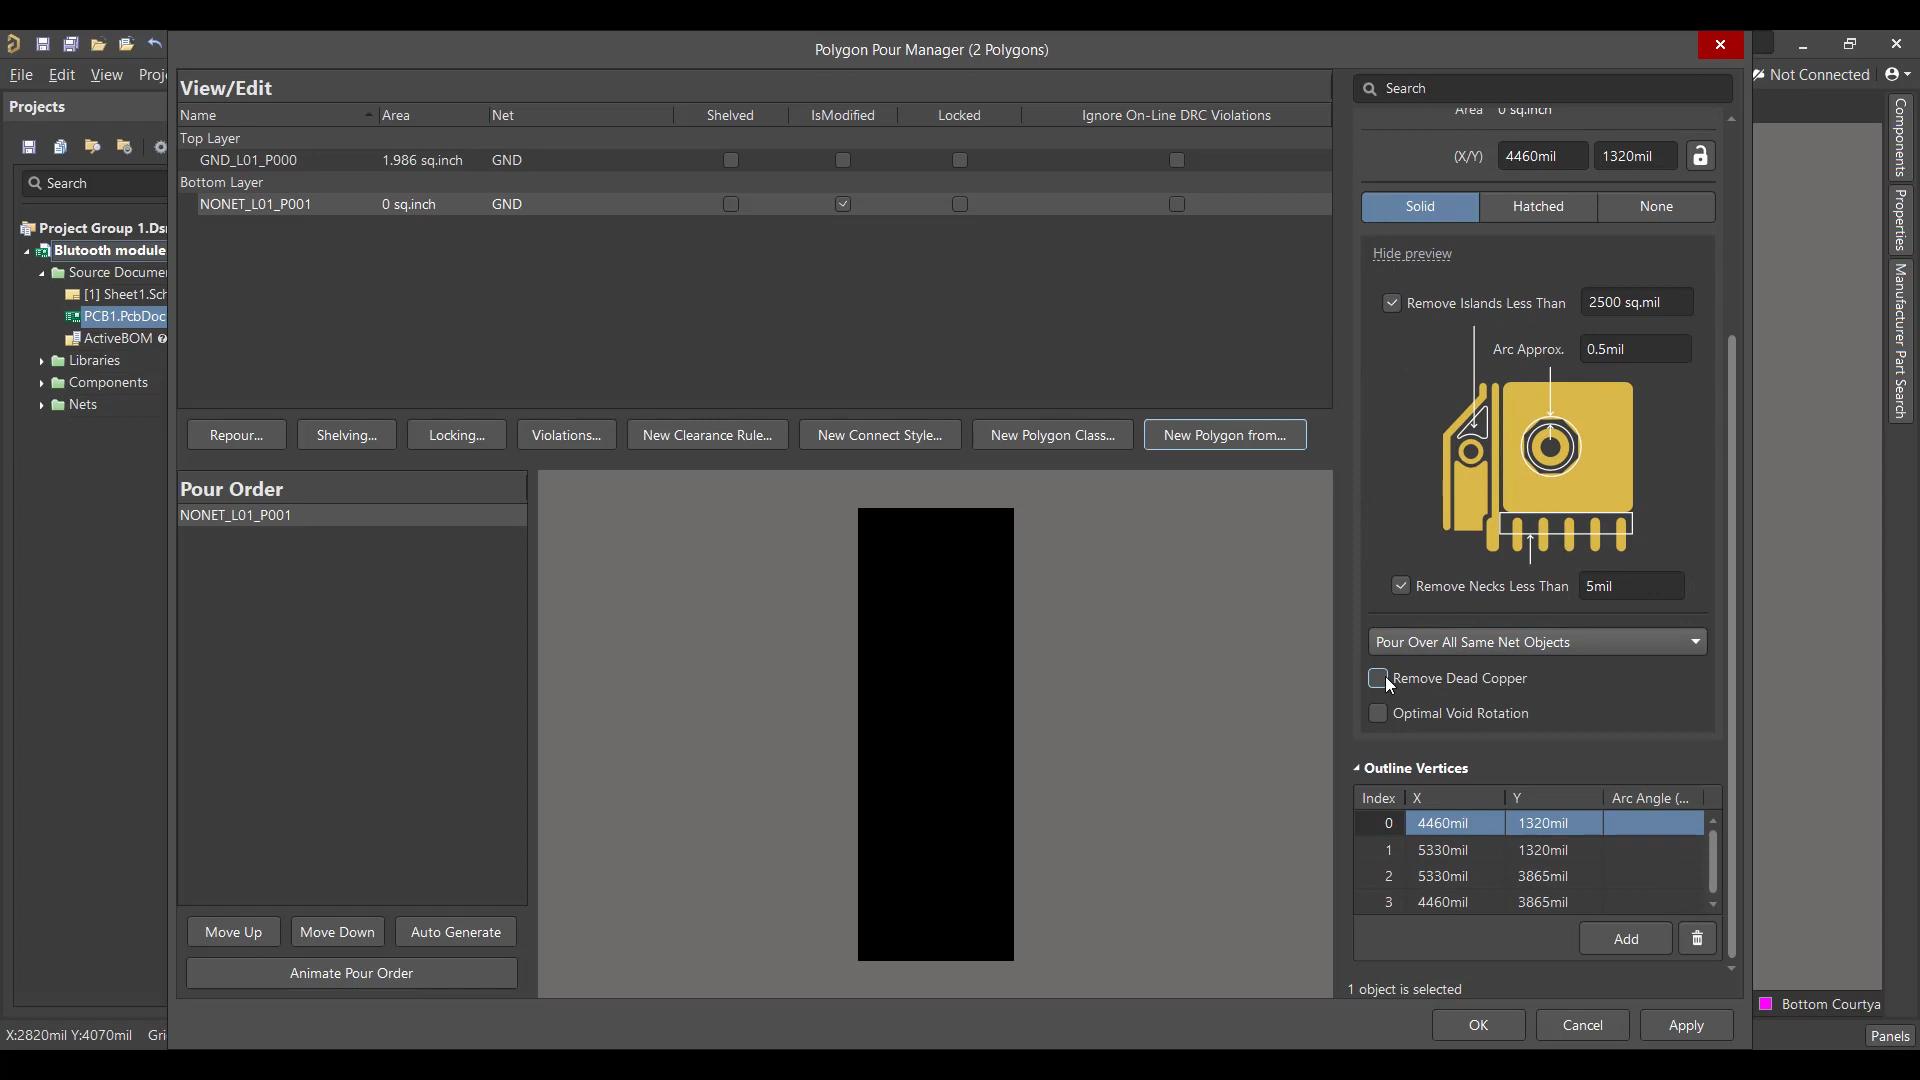 Polygon Pour Manager (2 Polygons)
File Edit View Proj
Not Connected
Projects
View/Edit
Search
Name Area Net Shelved IsModified Locked Ignore On-Line DRC Violations
Area 0 sq.inch
Top Layer
GND_L01_P000 1.986 sq.inch GND
(X/Y) 4460mil 1320mil
Search
Bottom Layer
NONET_L01_P001 0 sq.inch GND
Solid Hatched None
Project Group 1.Dsn
Blutooth module
Hide preview
Source Documen
[1] Sheet1.Sch
Remove Islands Less Than 2500 sq.mil
PCB1.PcbDoc
ActiveBOM
Arc Approx. 0.5mil
Libraries
Components
Nets
Repour... Shelving... Locking... Violations... New Clearance Rule... New Connect Style... New Polygon Class... New Polygon from...
Pour Order
NONET_L01_P001
Remove Necks Less Than 5mil
Pour Over All Same Net Objects
Remove Dead Copper
Optimal Void Rotation
Outline Vertices
Index X Y Arc Angle (...
0 4460mil 1320mil
1 5330mil 1320mil
2 5330mil 3865mil
3 4460mil 3865mil
Move Up Move Down Auto Generate
Add
Animate Pour Order
1 object is selected
Bottom Courtya
OK Cancel Apply
X:2820mil Y:4070mil Gri
Panels
Components
Properties
Manufacturer Part Search